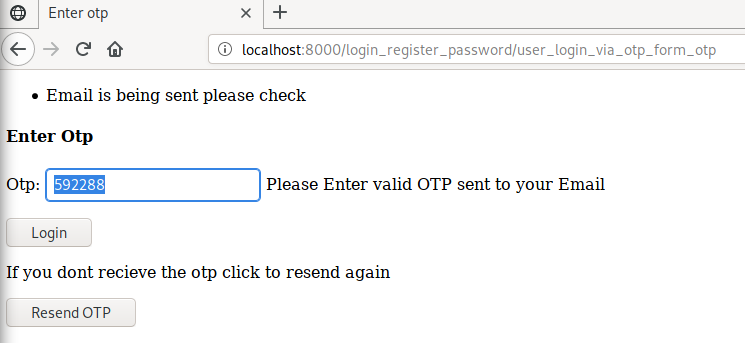 Enter otp
localhost:8000/login_register_password/user_login_via_otp_form_otp
Email is being sent please check
Enter Otp
Otp: 592288 Please Enter valid OTP sent to your Email
Login
If you dont recieve the otp click to resend again
Resend OTP